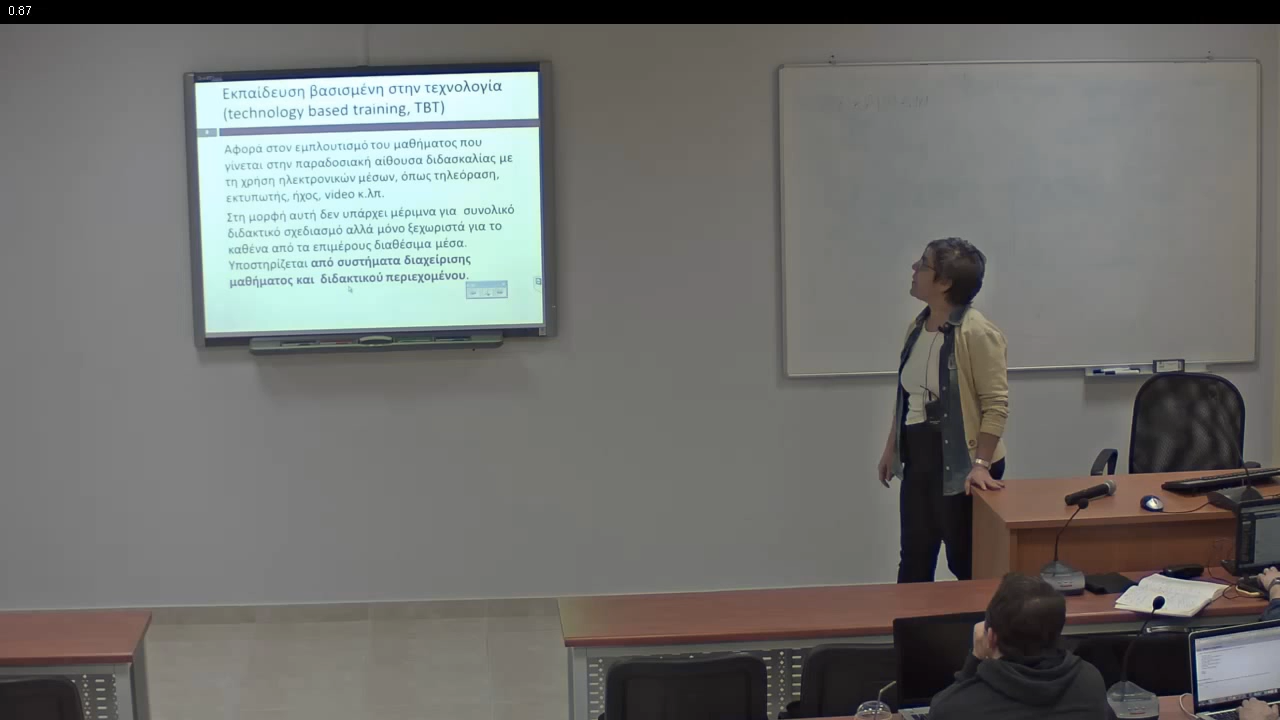 0.87
Εκπαίδευση βασισμένη στην τεχνολογία
(technology based training, TBT)
Αφορά στον εμπλουτισμό του μαθήματος που
γίνεται στην παραδοσιακή αίθουσα διδασκαλίας με
τη χρήση ηλεκτρονικών μέσων, όπως τηλεόραση,
εκτυπωτής, ήχος, video κ.λπ.
Στη μορφή αυτή δεν υπάρχει μέριμνα για συνολικό
διδακτικό σχεδιασμό αλλά μόνο ξεχωριστά για το
καθένα από τα επιμέρους διαθέσιμα μέσα.
Υποστηρίζεται από συστήματα διαχείρισης
μαθήματος και διδακτικού περιεχομένου.